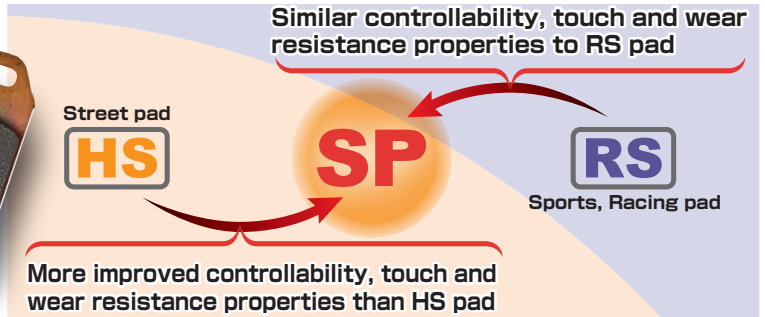 Similar controllability, touch and wear
resistance properties to RS pad
Street pad
HS
SP
RS
Sports, Racing pad
More improved controllability, touch and
wear resistance properties than HS pad